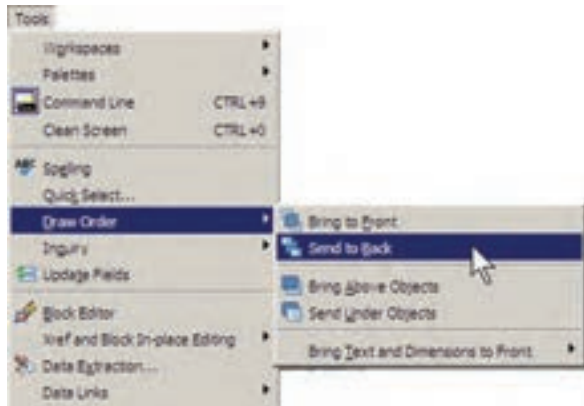 Tools
Workspaces
Palettes
Command Line CTRL+9
Clean Screen CTRL+0
ABC Spelling
Quick Select...
Draw Order
Inquiry
Update Fields
Block Editor
Xref and Block In-place Editing
Data Extraction...
Data Links
Bring to Front
Send to Back
Bring Above Objects
Send Under Objects
Bring Text and Dimensions to Front